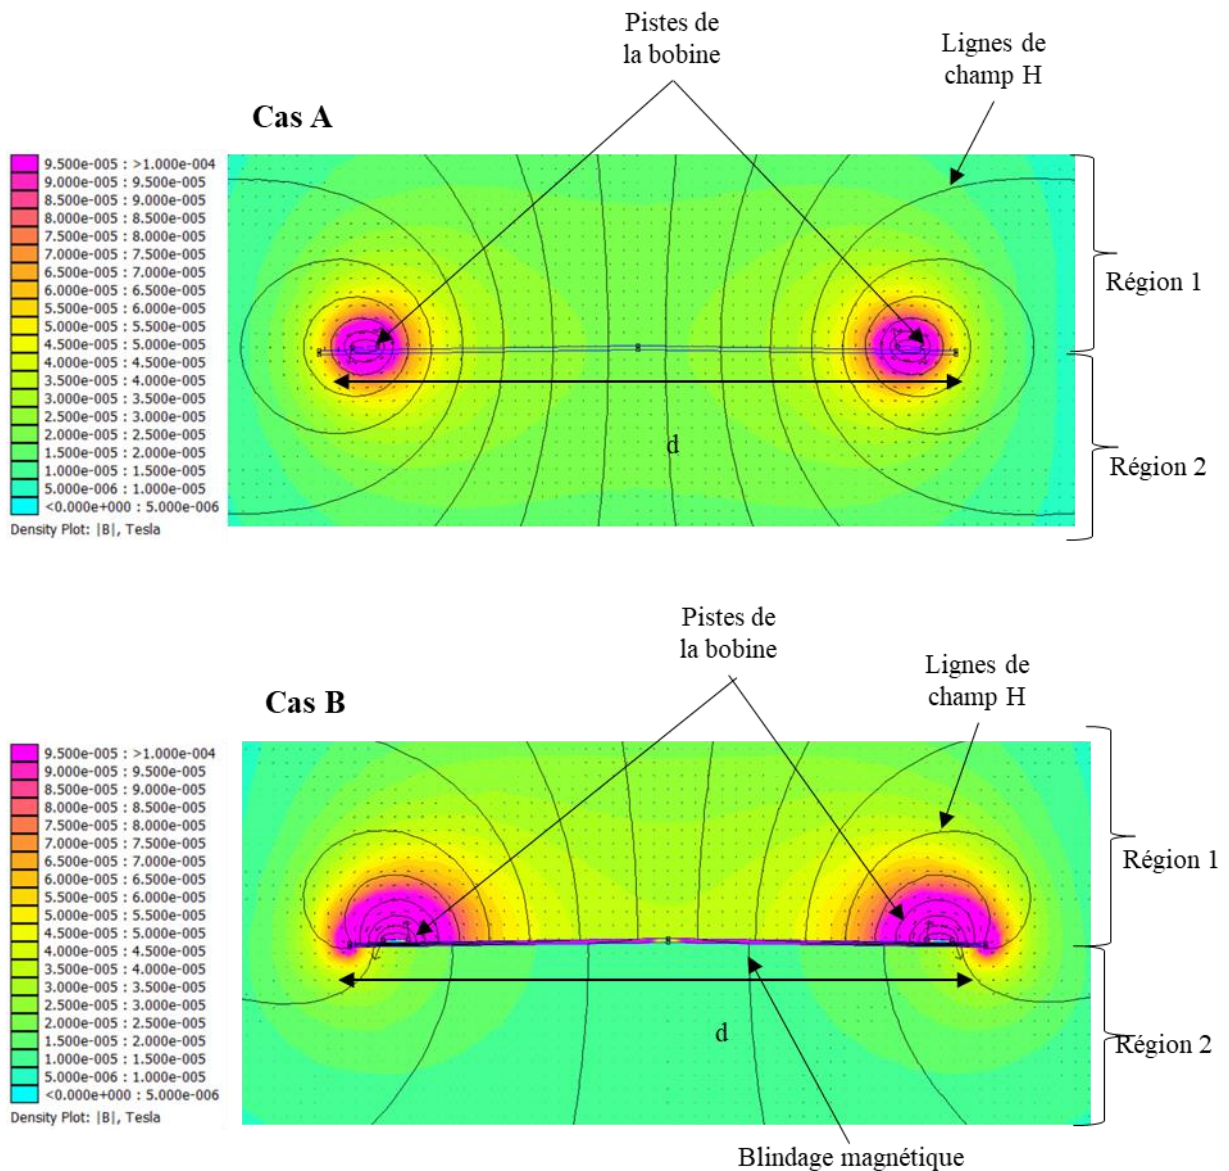 Pistes de
la bobine
Lignes de
champ H
Cas A
9.500e-005 : >1.000e-004
9.000e-005 : 9.500e-005
8.500e-005 : 9.000e-005
8.000e-005 : 8.500e-005
7.500e-005 : 8.000e-005
7.000e-005 : 7.500e-005
6.500e-005 : 7.000e-005
6.000e-005 : 6.500e-005
5.500e-005 : 6.000e-005
5.000e-005 : 5.500e-005
4.500e-005 : 5.000e-005
4.000e-005 : 4.500e-005
3.500e-005 : 4.000e-005
3.000e-005 : 3.500e-005
2.500e-005 : 3.000e-005
2.000e-005 : 2.500e-005
1.500e-005 : 2.000e-005
1.000e-005 : 1.500e-005
5.000e-006 : 1.000e-005
<0.000e+000 : 5.000e-006
Density Plot: |B|, Tesla
Région 1
d
Région 2
Pistes de
la bobine
Lignes de
champ H
Cas B
9.500e-005 : >1.000e-004
9.000e-005 : 9.500e-005
8.500e-005 : 9.000e-005
8.000e-005 : 8.500e-005
7.500e-005 : 8.000e-005
7.000e-005 : 7.500e-005
6.500e-005 : 7.000e-005
6.000e-005 : 6.500e-005
5.500e-005 : 6.000e-005
5.000e-005 : 5.500e-005
4.500e-005 : 5.000e-005
4.000e-005 : 4.500e-005
3.500e-005 : 4.000e-005
3.000e-005 : 3.500e-005
2.500e-005 : 3.000e-005
2.000e-005 : 2.500e-005
1.500e-005 : 2.000e-005
1.000e-005 : 1.500e-005
5.000e-006 : 1.000e-005
<0.000e+000 : 5.000e-006
Density Plot: |B|, Tesla
Région 1
d
Région 2
Blindage magnétique